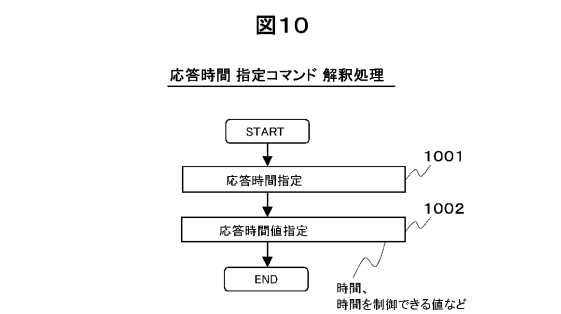 図10
応答時間 指定コマンド 解釈処理
START
1001
応答時間指定
1002
応答時間値指定
END
時間、
時間を制御できる値など